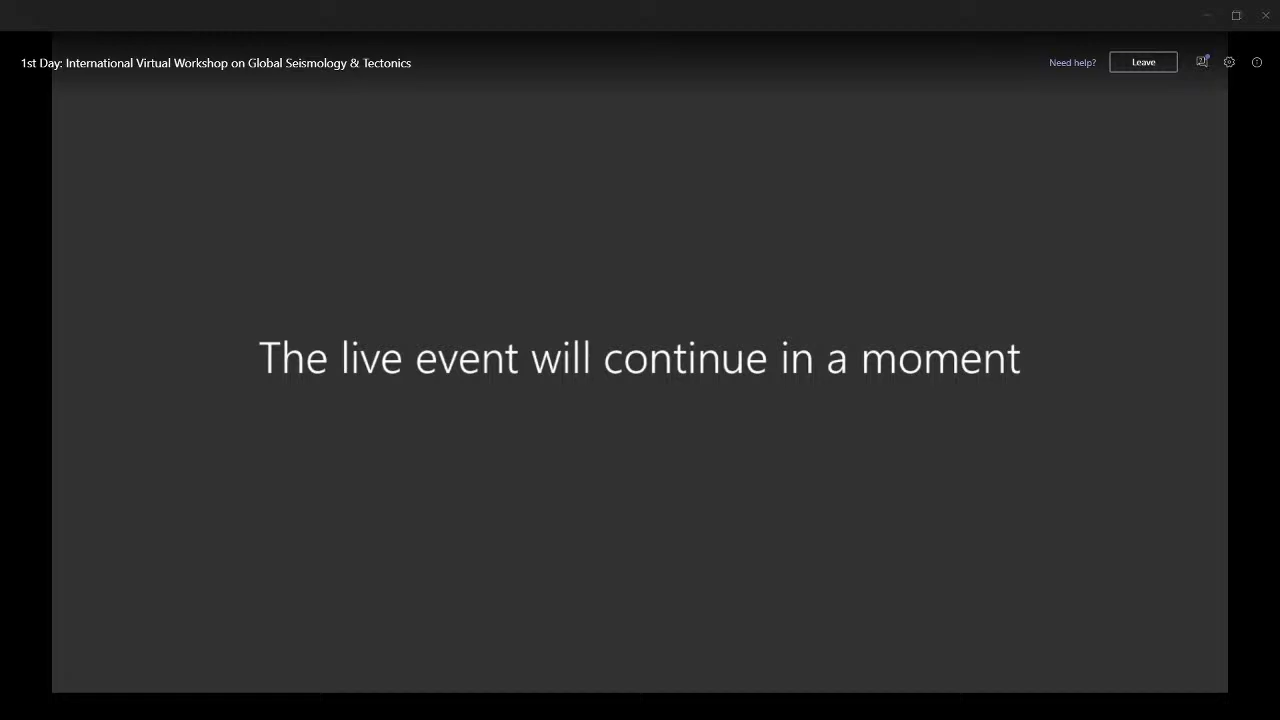 1st Day: International Virtual Workshop on Global Seismology & Tectonics
Need help?
Leave
The live event will continue in a moment